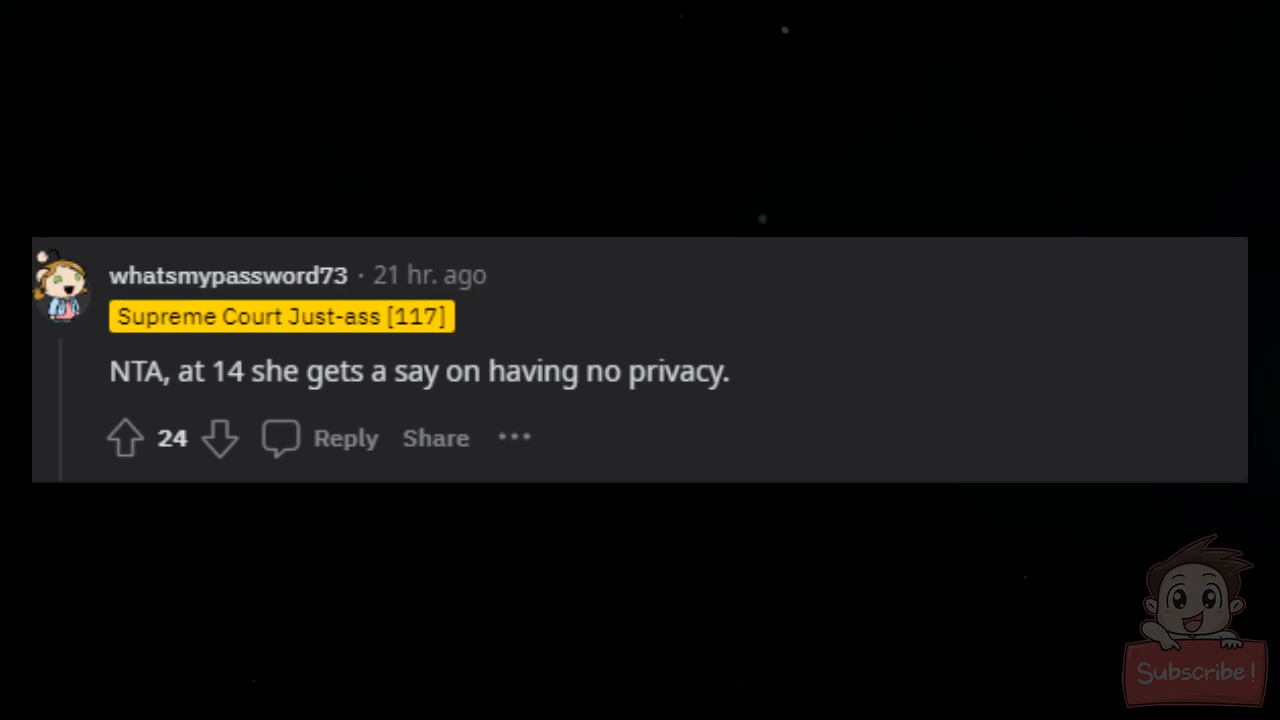 whatsmypassword73 · 21 hr. ago
Supreme Court Just-ass [117]
NTA, at 14 she gets a say on having no privacy.
24 Reply Share ...
Subscribe!